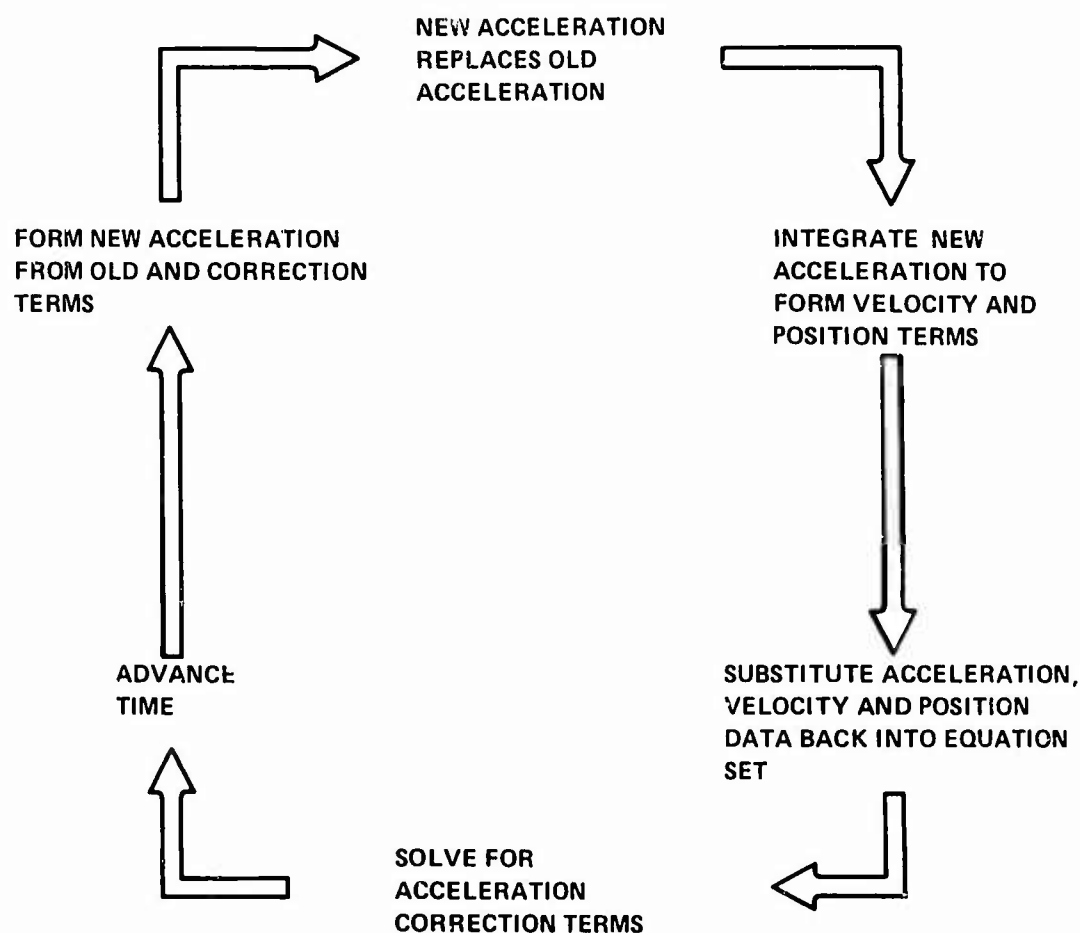 NEW ACCELERATION
REPLACES OLD
ACCELERATION
FORM NEW ACCELERATION
FROM OLD AND CORRECTION
TERMS
INTEGRATE NEW
ACCELERATION TO
FORM VELOCITY AND
POSITION TERMS
ADVANCE
TIME
SUBSTITUTE ACCELERATION,
VELOCITY AND POSITION
DATA BACK INTO EQUATION
SET
SOLVE FOR
ACCELERATION
CORRECTION TERMS